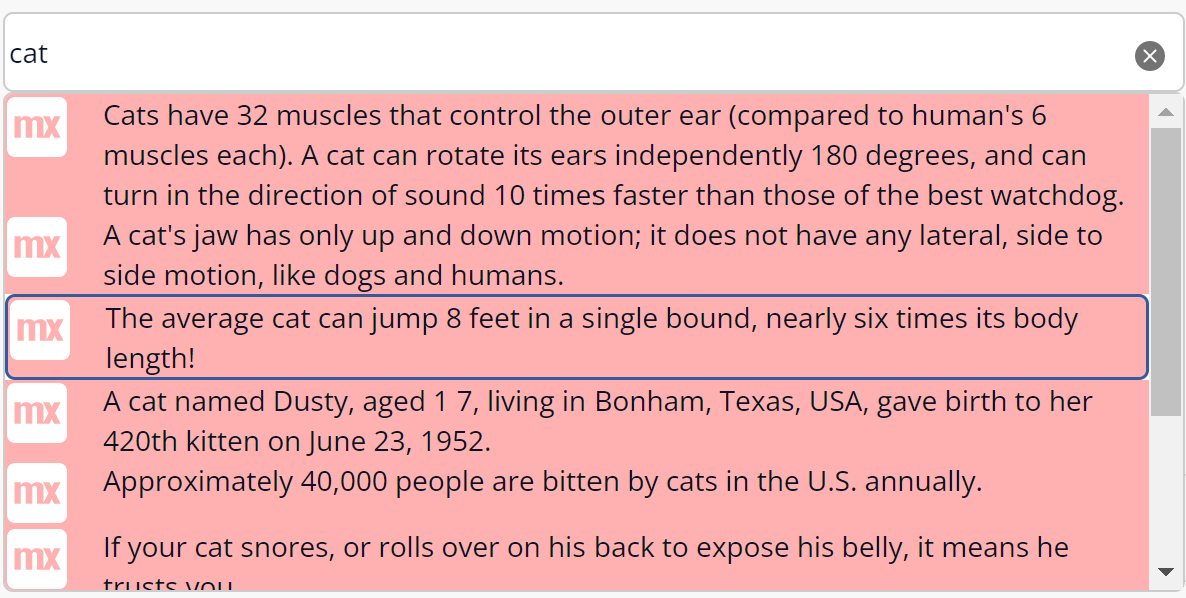 cat
mx
Cats have 32 muscles that control the outer ear (compared to human's 6
muscles each). A cat can rotate its ears independently 180 degrees, and can
turn in the direction of sound 10 times faster than those of the best watchdog.
mx
A cat's jaw has only up and down motion; it does not have any lateral, side to
side motion, like dogs and humans.
mx
The average cat can jump 8 feet in a single bound, nearly six times its body
length!
mx
A cat named Dusty, aged 1 7, living in Bonham, Texas, USA, gave birth to her
420th kitten on June 23, 1952.
mx
Approximately 40,000 people are bitten by cats in the U.S. annually.
mx
If your cat snores, or rolls over on his back to expose his belly, it means he
trusts you